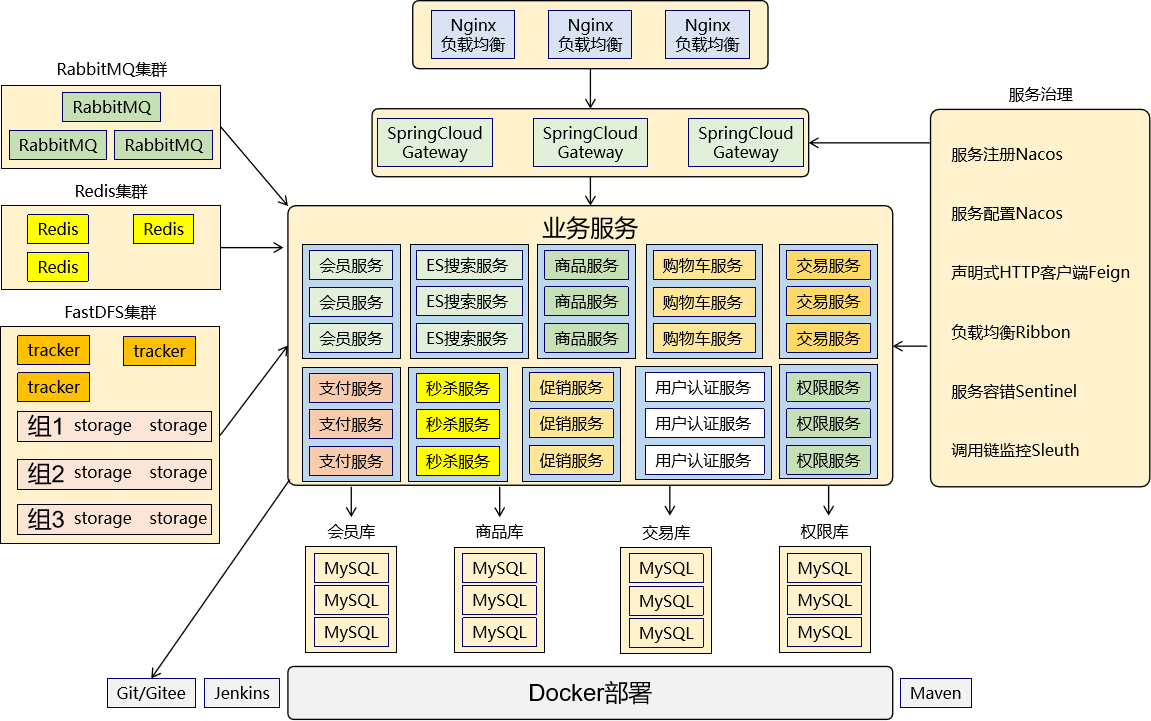 Nginx
负载均衡
Nginx
负载均衡
Nginx
负载均衡
SpringCloud
Gateway
SpringCloud
Gateway
SpringCloud
Gateway
RabbitMQ集群
RabbitMQ
RabbitMQ
RabbitMQ
Redis集群
Redis
Redis
Redis
FastDFS集群
tracker
tracker
tracker
组1 storage storage
组2 storage storage
组3 storage storage
业务服务
会员服务
会员服务
会员服务
ES搜索服务
ES搜索服务
ES搜索服务
商品服务
商品服务
商品服务
购物车服务
购物车服务
购物车服务
交易服务
交易服务
交易服务
支付服务
支付服务
支付服务
秒杀服务
秒杀服务
秒杀服务
促销服务
促销服务
促销服务
用户认证服务
用户认证服务
用户认证服务
权限服务
权限服务
权限服务
服务治理
服务注册Nacos
服务配置Nacos
声明式HTTP客户端Feign
负载均衡Ribbon
服务容错Sentinel
调用链监控Sleuth
会员库
MySQL
MySQL
MySQL
商品库
MySQL
MySQL
MySQL
交易库
MySQL
MySQL
MySQL
权限库
MySQL
MySQL
MySQL
Git/Gitee
Jenkins
Docker部署
Maven